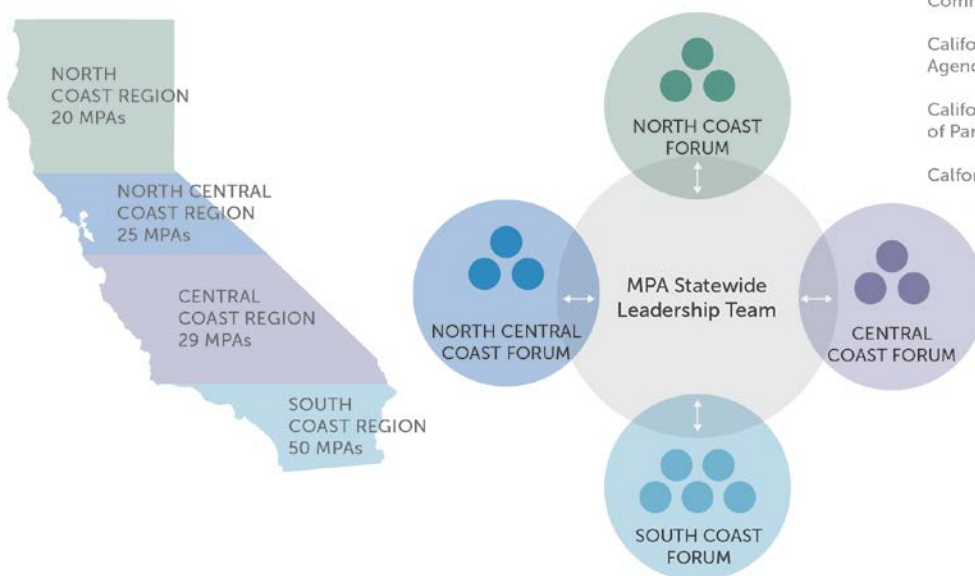 NORTH
COAST REGION
20 MPAs
NORTH CENTRAL
COAST REGION
25 MPAs
CENTRAL
COAST REGION
29 MPAs
SOUTH
COAST REGION
50 MPAs
NORTH COAST
FORUM
NORTH CENTRAL
COAST FORUM
MPA Statewide
Leadership Team
CENTRAL
COAST FORUM
SOUTH COAST
FORUM